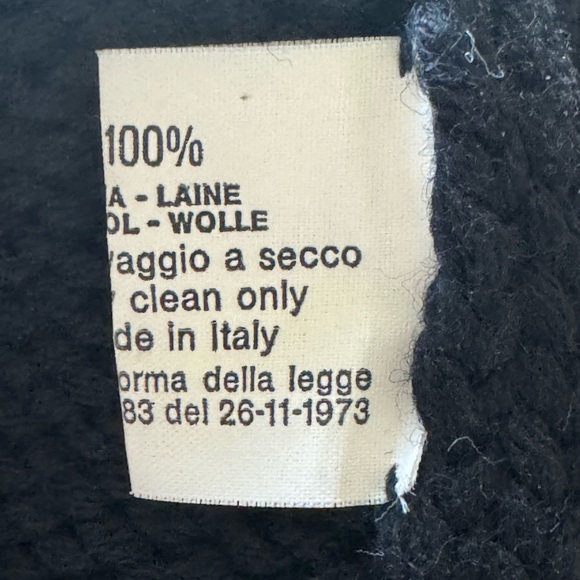 100%
A - LAINE
OL - WOLLE
vaggio a secco
clean only
de in Italy
orma della legge
83 del 26-11-1973